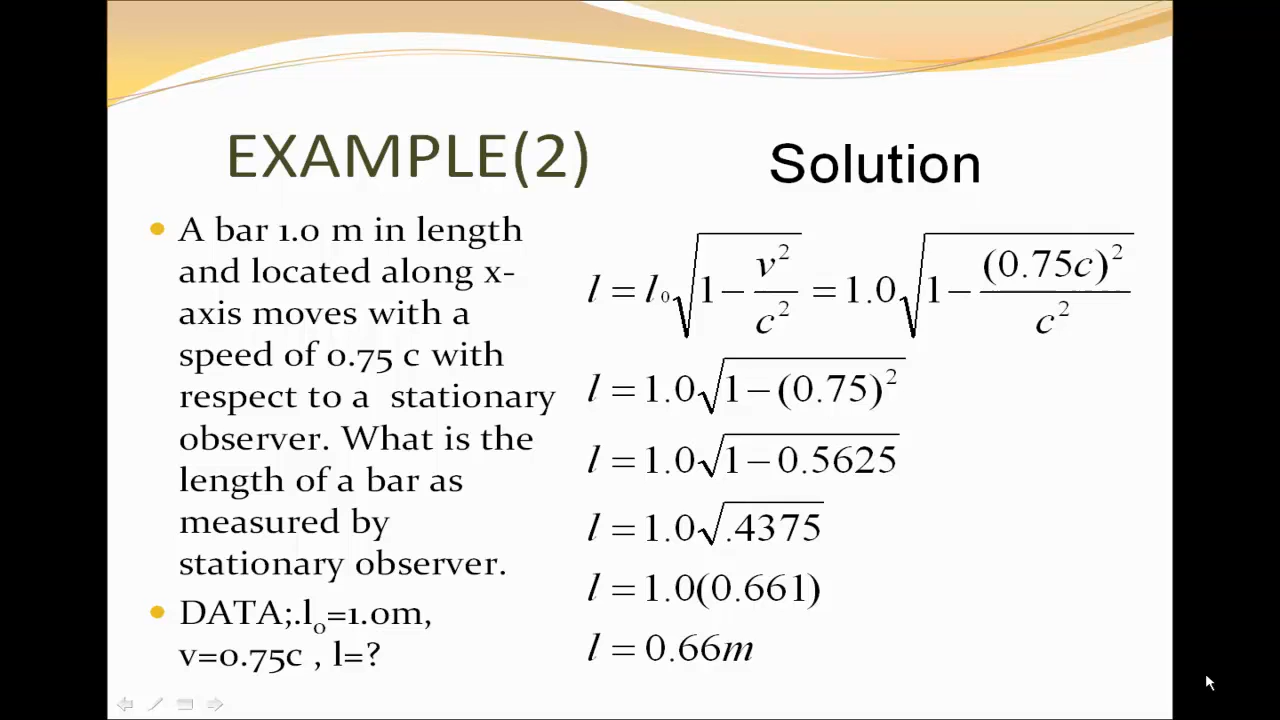 EXAMPLE(2)
• A bar 1.0 m in length
and located along x-
axis moves with a
speed of 0.75 c with
respect to a stationary
observer. What is the
length of a bar as
measured by
stationary observer.
• DATA;.l₀=1.0m,
v=0.75c , l=?
Solution
l = l₀√(1 − v²/c²) = 1.0√(1 − (0.75c)²/c²)
l = 1.0√(1 − (0.75)²)
l = 1.0√(1 − 0.5625)
l = 1.0√.4375
l = 1.0(0.661)
l = 0.66m